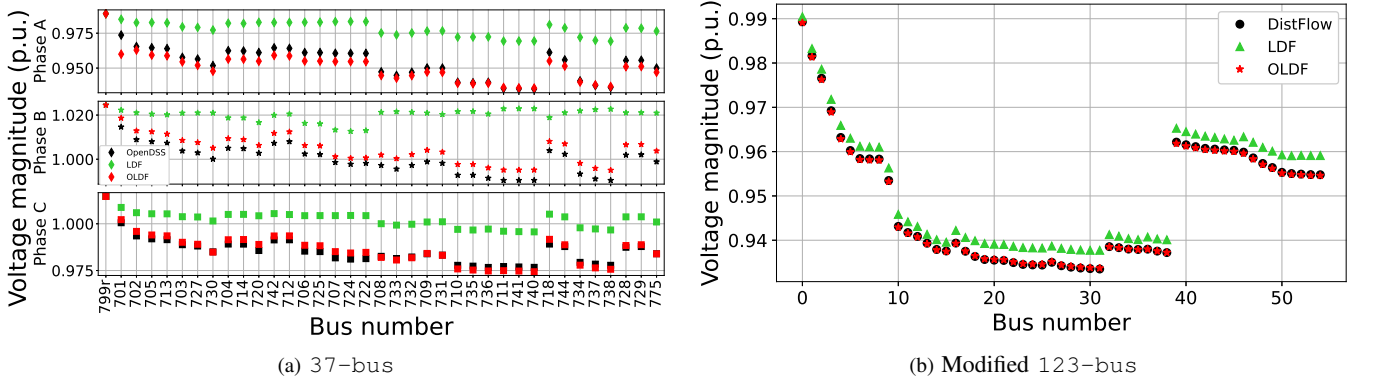 Voltage magnitude (p.u.)
Phase A
0.975
0.950
Phase B
1.020
1.000
OpenDSS
LDF
OLDF
Phase C
1.000
0.975
799r 701 702 705 713 703 727 730 704 714 720 742 712 706 725 707 724 722 708 733 732 709 731 710 735 736 711 741 740 718 744 734 737 738 728 729 775
Bus number
(a) 37-bus
Voltage magnitude (p.u.)
0.99
0.98
0.97
0.96
0.95
0.94
DistFlow
LDF
OLDF
0 10 20 30 40 50
Bus number
(b) Modified 123-bus